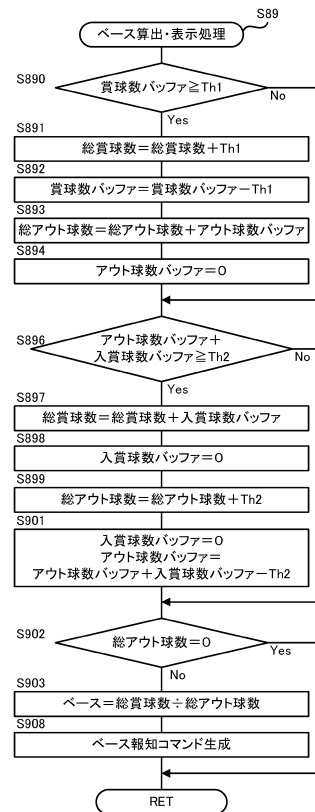 S89
ベース算出・表示処理
S890
賞球数バッファ≧Th1
No
Yes
S891
総賞球数＝総賞球数＋Th1
S892
賞球数バッファ＝賞球数バッファ－Th1
S893
総アウト球数＝総アウト球数＋アウト球数バッファ
S894
アウト球数バッファ＝0
S896
アウト球数バッファ＋
入賞球数バッファ≧Th2
No
Yes
S897
総賞球数＝総賞球数＋入賞球数バッファ
S898
入賞球数バッファ＝0
S899
総アウト球数＝総アウト球数＋Th2
S901
入賞球数バッファ＝0
アウト球数バッファ＝
アウト球数バッファ＋入賞球数バッファ－Th2
S902
総アウト球数＝0
Yes
No
S903
ベース＝総賞球数÷総アウト球数
S908
ベース報知コマンド生成
RET